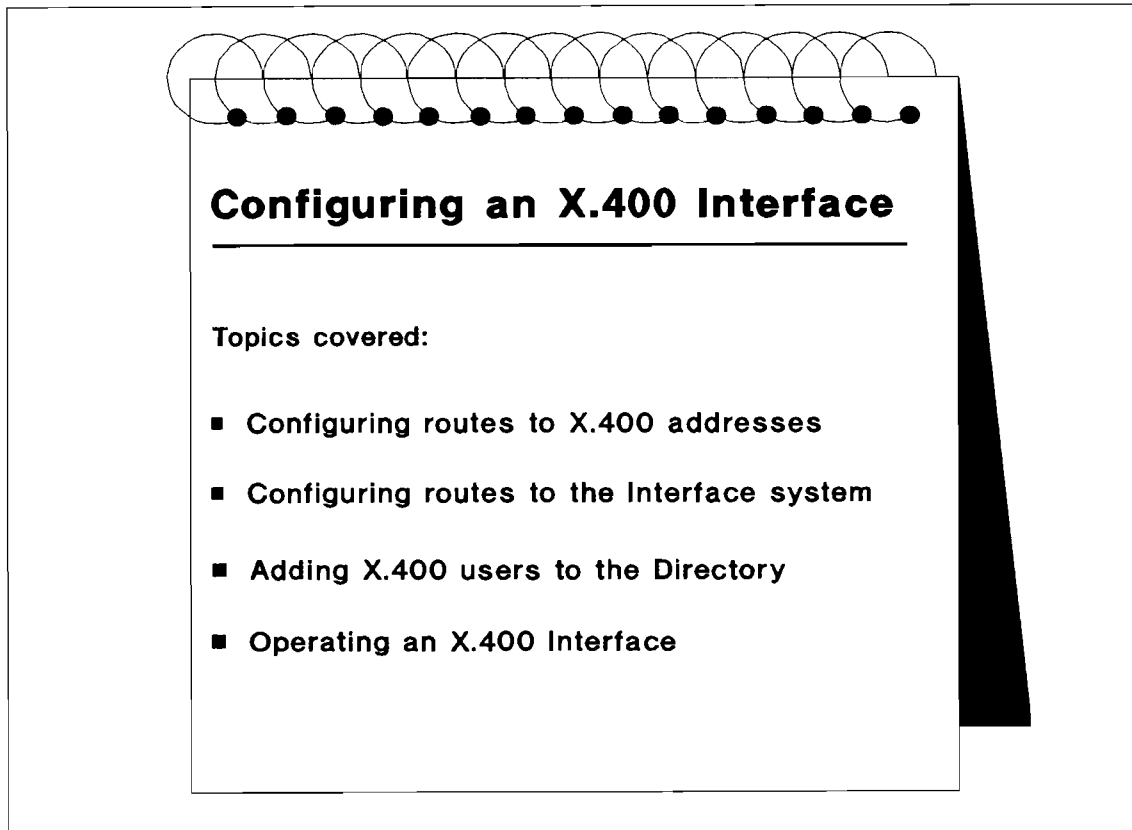 Configuring an X.400 Interface
Topics covered:
■ Configuring routes to X.400 addresses
■ Configuring routes to the Interface system
■ Adding X.400 users to the Directory
■ Operating an X.400 Interface